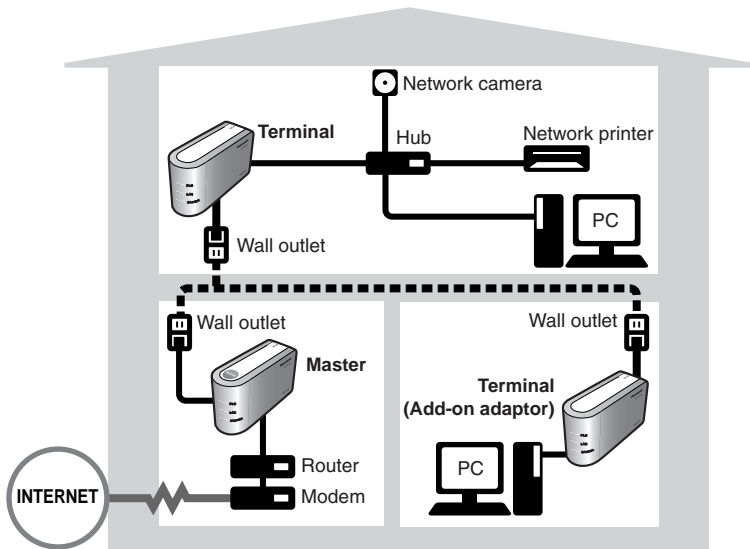 Network camera
Terminal
Hub
Network printer
PC
Wall outlet
Wall outlet
Wall outlet
Master
Terminal
(Add-on adaptor)
Router
PC
INTERNET
Modem